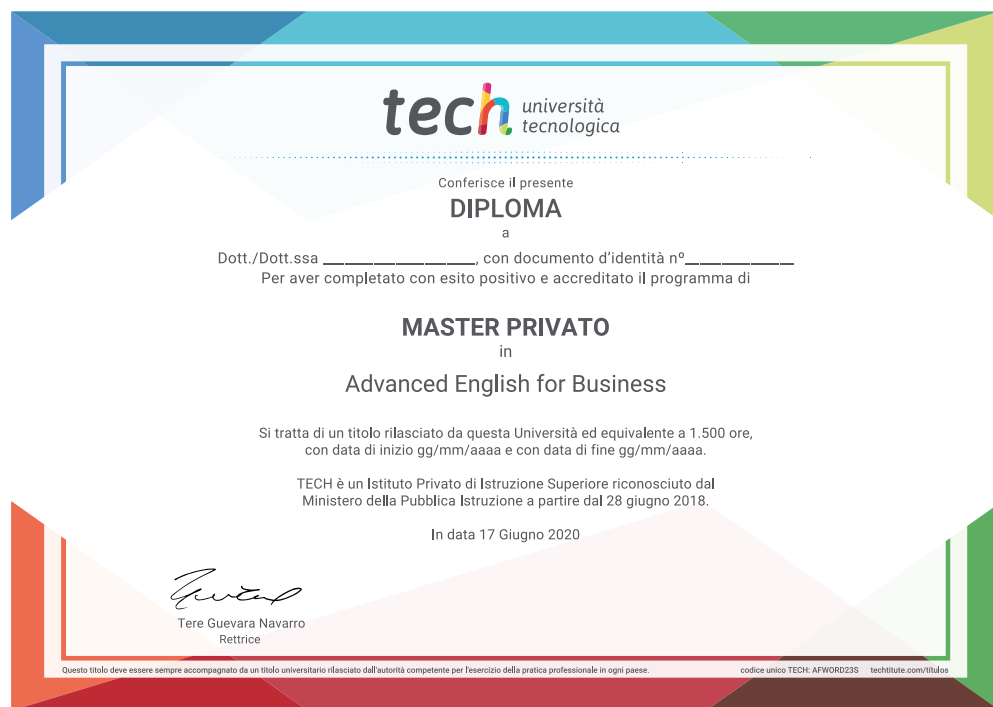 tech università
tecnologica
Conferisce il presente
DIPLOMA
a
Dott./Dott.ssa ________________, con documento d'identità nº____________
Per aver completato con esito positivo e accreditato il programma di
MASTER PRIVATO
in
Advanced English for Business
Si tratta di un titolo rilasciato da questa Università ed equivalente a 1.500 ore,
con data di inizio gg/mm/aaaa e con data di fine gg/mm/aaaa.
TECH è un Istituto Privato di Istruzione Superiore riconosciuto dal
Ministero della Pubblica Istruzione a partire dal 28 giugno 2018.
In data 17 Giugno 2020
Tere Guevara Navarro
Rettrice
Questo titolo deve essere sempre accompagnato da un titolo universitario rilasciato dall'autorità competente per l'esercizio della pratica professionale in ogni paese.
codice unico TECH: AFWORD23S techtitute.com/títulos